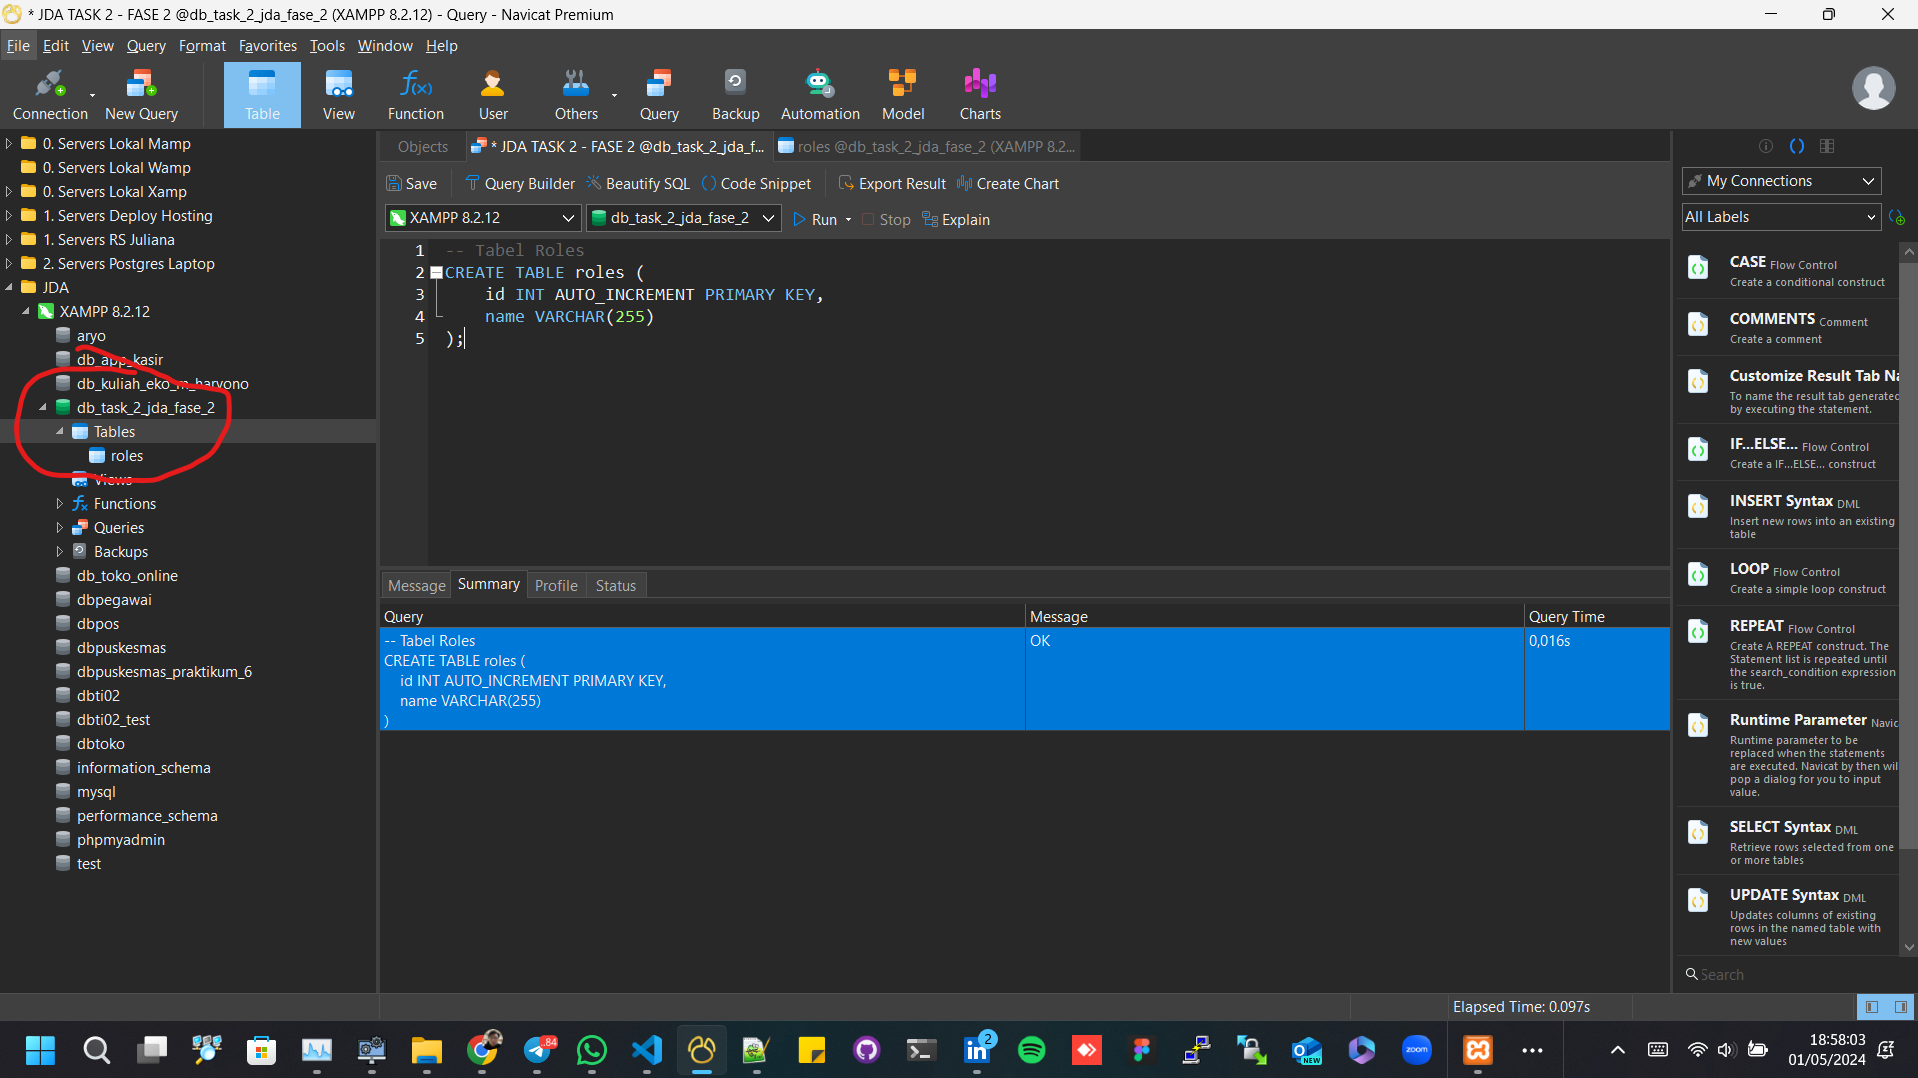 * JDA TASK 2 - FASE 2 @db_task_2_jda_fase_2 (XAMPP 8.2.12) - Query - Navicat Premium
File Edit View Query Format Favorites Tools Window Help
Connection New Query Table View Function User Others Query Backup Automation Model Charts
0. Servers Lokal Mamp
0. Servers Lokal Wamp
0. Servers Lokal Xamp
1. Servers Deploy Hosting
1. Servers RS Juliana
2. Servers Postgres Laptop
JDA
XAMPP 8.2.12
aryo
db_app_kasir
db_kuliah_eko_m_haryono
db_task_2_jda_fase_2
Tables
roles
Views
Functions
Queries
Backups
db_toko_online
dbpegawai
dbpos
dbpuskesmas
dbpuskesmas_praktikum_6
dbti02
dbti02_test
dbtoko
information_schema
mysql
performance_schema
phpmyadmin
test
Objects * JDA TASK 2 - FASE 2 @db_task_2_jda_f... roles @db_task_2_jda_fase_2 (XAMPP 8.2...
Save Query Builder Beautify SQL Code Snippet Export Result Create Chart
XAMPP 8.2.12 db_task_2_jda_fase_2 Run Stop Explain
1 -- Tabel Roles
2 CREATE TABLE roles (
3 id INT AUTO_INCREMENT PRIMARY KEY,
4 name VARCHAR(255)
5 );
Message Summary Profile Status
Query Message Query Time
-- Tabel Roles OK 0,016s
CREATE TABLE roles (
id INT AUTO_INCREMENT PRIMARY KEY,
name VARCHAR(255)
)
My Connections
All Labels
CASE Flow Control
Create a conditional construct
COMMENTS Comment
Create a comment
Customize Result Tab Na
To name the result tab generated
by executing the statement.
IF...ELSE... Flow Control
Create a IF...ELSE... construct
INSERT Syntax DML
Insert new rows into an existing
table
LOOP Flow Control
Create a simple loop construct
REPEAT Flow Control
Create A REPEAT construct. The
Statement list is repeated until
the search_condition expression
is true.
Runtime Parameter Navic
Runtime parameter to be
replaced when the statements
are executed. Navicat by then wil
pop a dialog for you to input
value.
SELECT Syntax DML
Retrieve rows selected from one
or more tables
UPDATE Syntax DML
Updates columns of existing
rows in the named table with
new values
Search
Elapsed Time: 0.097s
84
2
NEW
zoom
18:58:03
01/05/2024